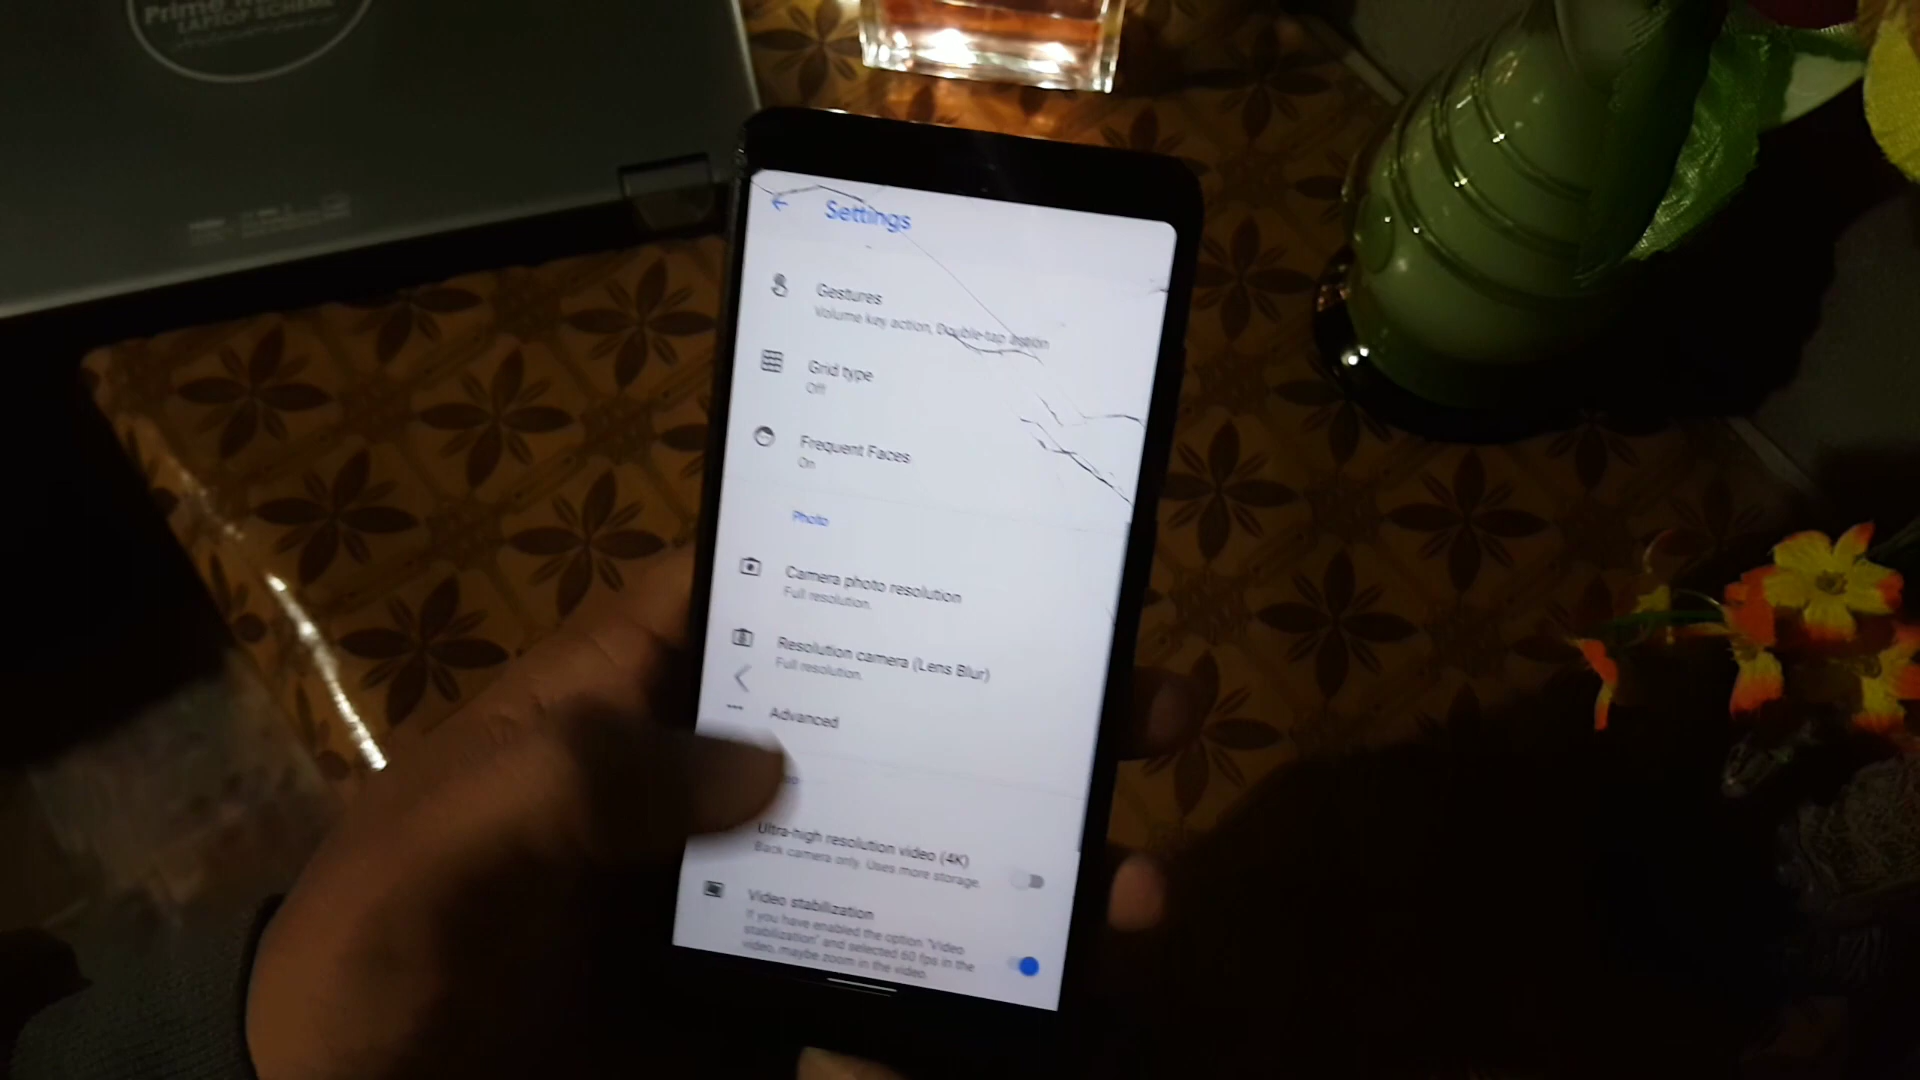 Prime
LAPTOP SCHEME
Settings
Gestures
Volume key action, Double-tap action
Grid type
Off
Frequent Faces
On
Photo
Camera photo resolution
Full resolution.
Resolution camera (Lens Blur)
Full resolution.
Advanced
Ultra-high resolution video (4K)
Back camera only. Uses more storage.
Video stabilization
If you have enabled the option "Video
stabilization" and selected 60 fps in the
video, maybe zoom in the video.